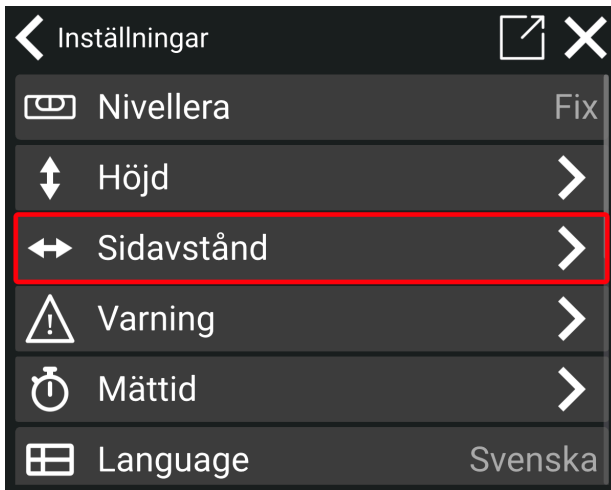 Inställningar
Nivellera Fix
Höjd
Sidavstånd
Varning
Mättid
Language Svenska